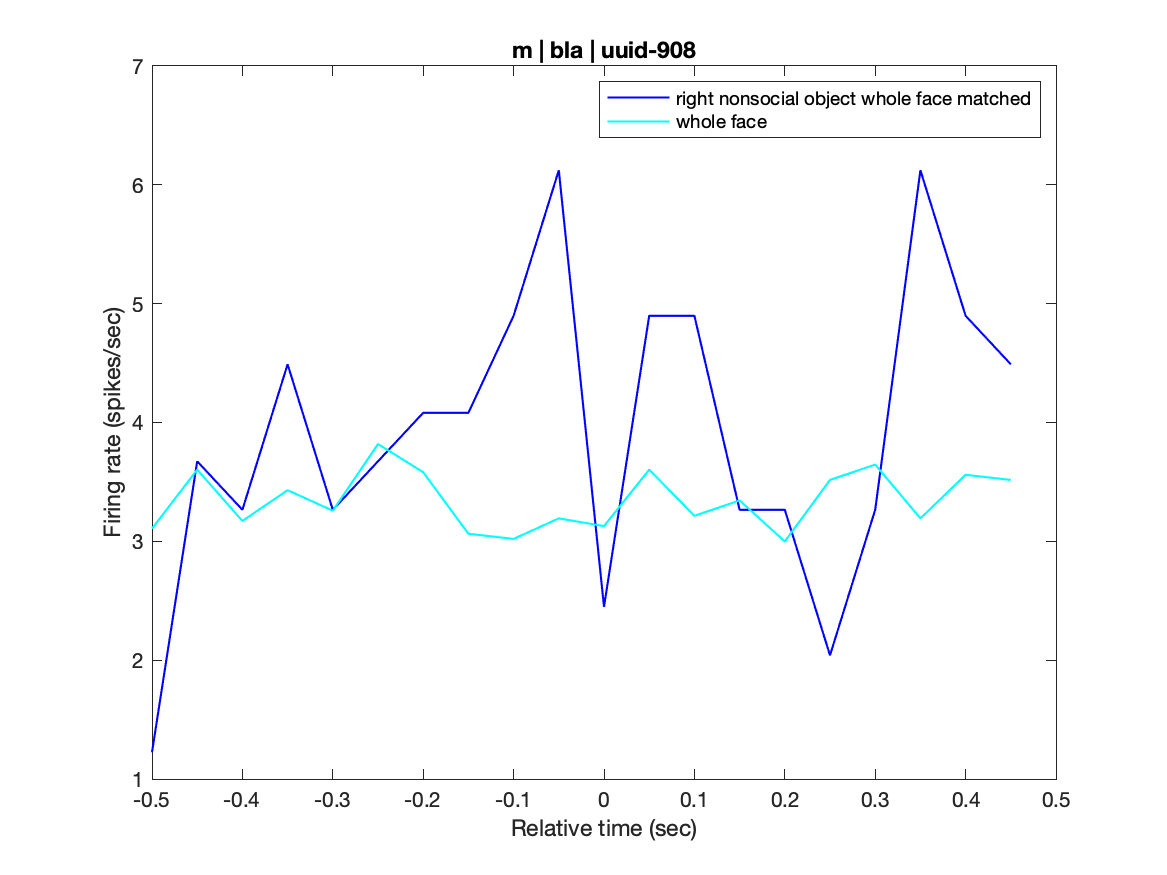 m | bla | uuid-908
right nonsocial object whole face matched
whole face
Firing rate (spikes/sec)
7
6
5
4
3
2
1
-0.5 -0.4 -0.3 -0.2 -0.1 0 0.1 0.2 0.3 0.4 0.5
Relative time (sec)